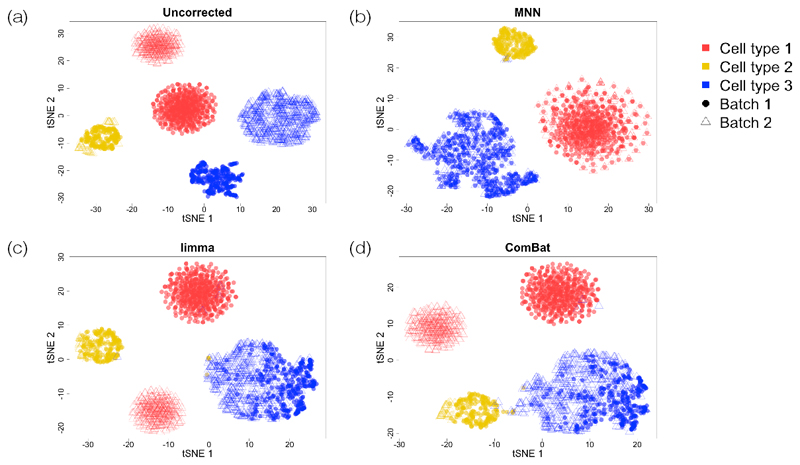 (a)
Uncorrected
tSNE 2
30
20
10
0
-10
-20
-30
-30 -20 -10 0 10 20 30
tSNE 1
(b)
MNN
tSNE 2
30
20
10
0
-10
-20
-30 -20 -10 0 10 20 30
tSNE 1
Cell type 1
Cell type 2
Cell type 3
Batch 1
Batch 2
(c)
limma
tSNE 2
30
20
10
0
-10
-20
-30 -20 -10 0 10 20
tSNE 1
(d)
ComBat
tSNE 2
20
10
0
-10
-20
-30 -20 -10 0 10 20
tSNE 1